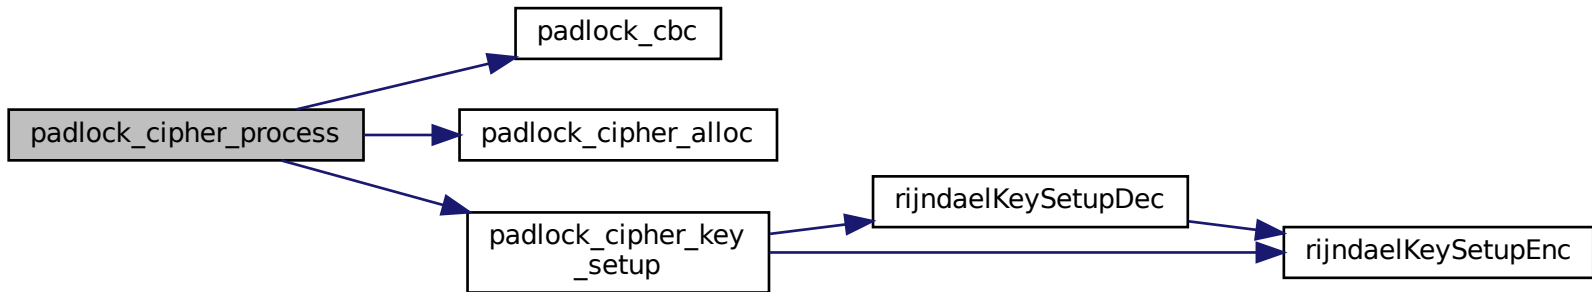 padlock_cbc
padlock_cipher_process
padlock_cipher_alloc
padlock_cipher_key
_setup
rijndaelKeySetupDec
rijndaelKeySetupEnc